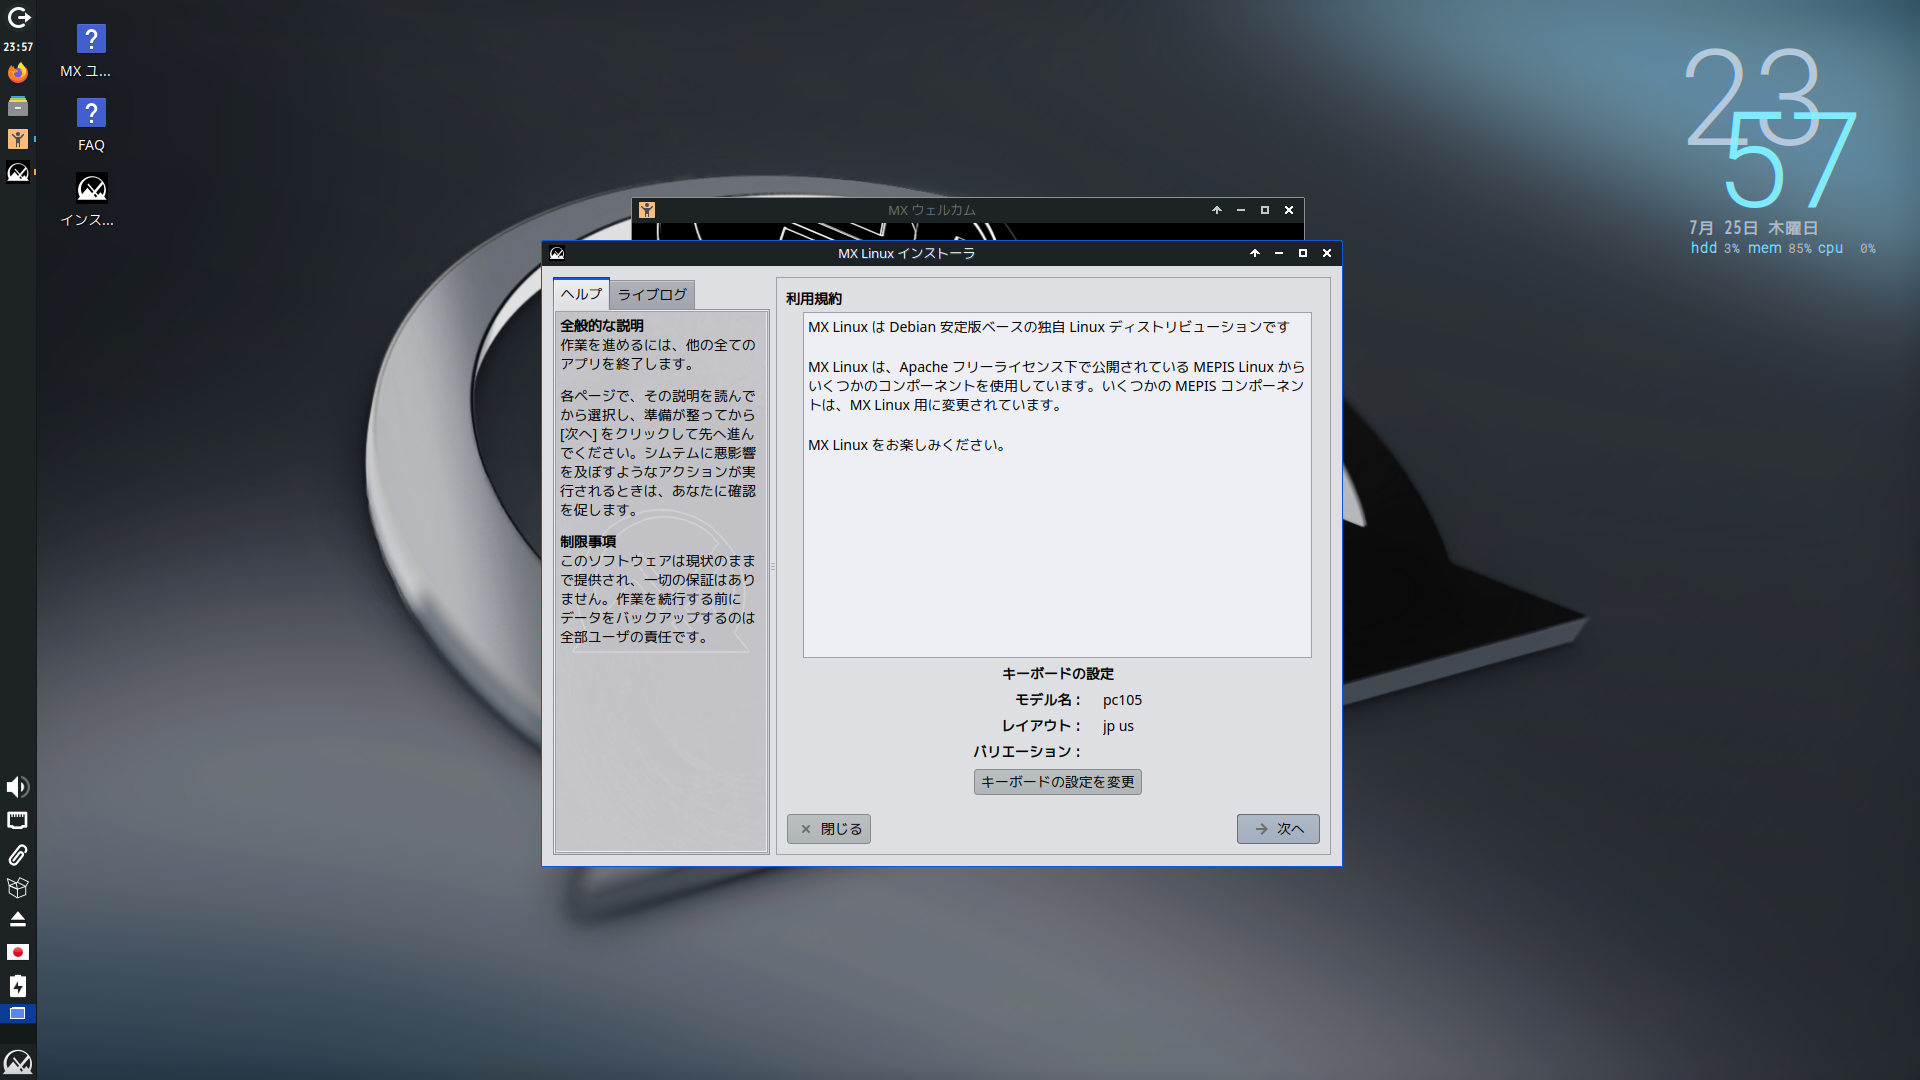 23:57
MX ユ...
FAQ
インス...
23
57
7月 25日 木曜日
hdd 3% mem 85% cpu 0%
MX ウェルカム
MX Linux インストーラ
ヘルプ
ライブログ
全般的な説明
作業を進めるには、他の全ての
アプリを終了します。
各ページで、その説明を読んで
から選択し、準備が整ってから
[次へ] をクリックして先へ進ん
でください。シムテムに悪影響
を及ぼすようなアクションが実
行されるときは、あなたに確認
を促します。
制限事項
このソフトウェアは現状のまま
で提供され、一切の保証はあり
ません。作業を続行する前に
データをバックアップするのは
全部ユーザの責任です。
利用規約
MX Linux は Debian 安定版ベースの独自 Linux ディストリビューションです
MX Linux は、Apache フリーライセンス下で公開されている MEPIS Linux から
いくつかのコンポーネントを使用しています。いくつかの MEPIS コンポーネン
トは、MX Linux 用に変更されています。
MX Linux をお楽しみください。
キーボードの設定
モデル名： pc105
レイアウト： jp us
バリエーション：
キーボードの設定を変更
閉じる
次へ